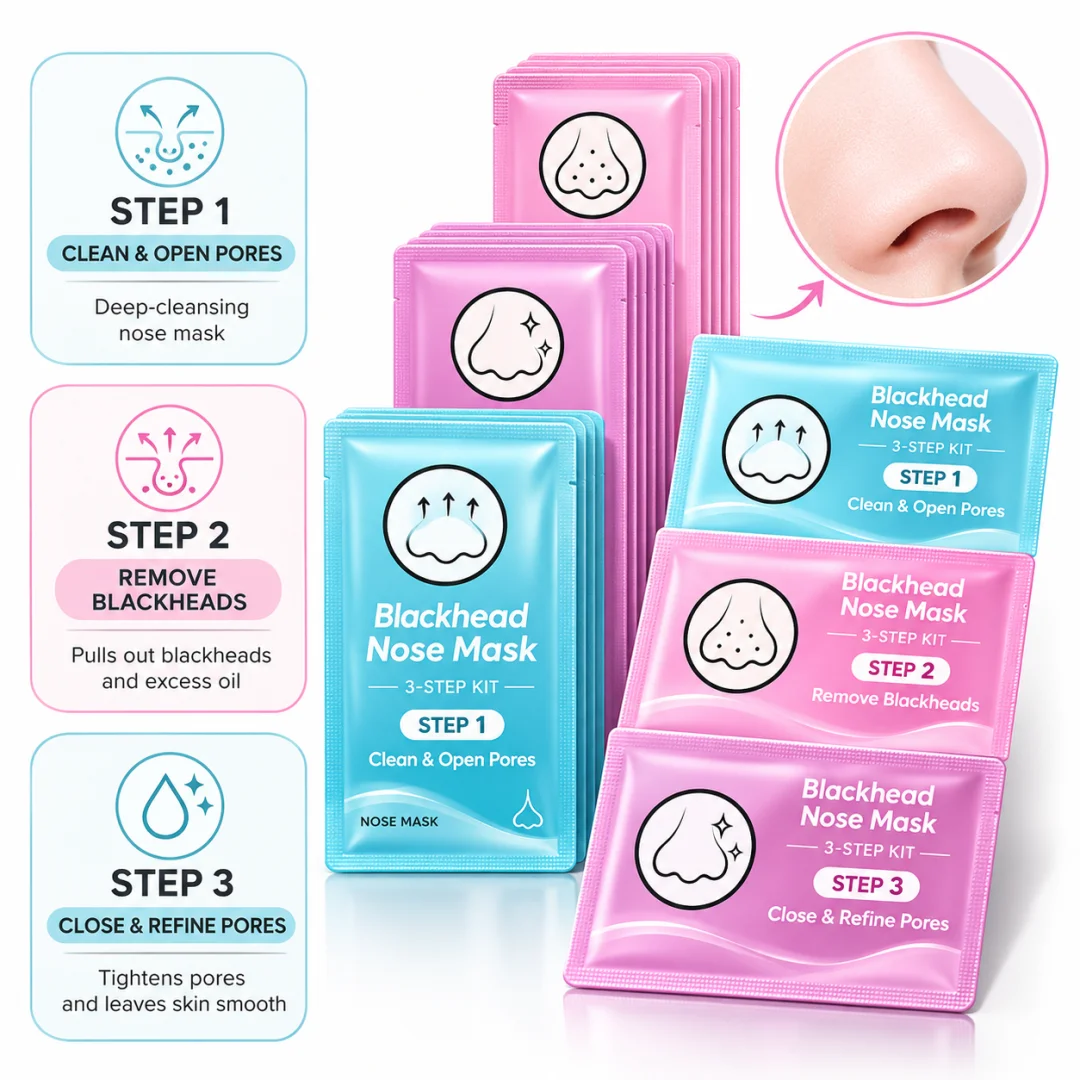 STEP 1
CLEAN & OPEN PORES
Deep-cleansing
nose mask
STEP 2
REMOVE
BLACKHEADS
Pulls out blackheads
and excess oil
STEP 3
CLOSE & REFINE PORES
Tightens pores
and leaves skin smooth
Blackhead
Nose Mask
3-STEP KIT
STEP 1
Clean & Open Pores
NOSE MASK
Blackhead
Nose Mask
3-STEP KIT
STEP 1
Clean & Open Pores
Blackhead
Nose Mask
3-STEP KIT
STEP 2
Remove Blackheads
Blackhead
Nose Mask
3-STEP KIT
STEP 3
Close & Refine Pores